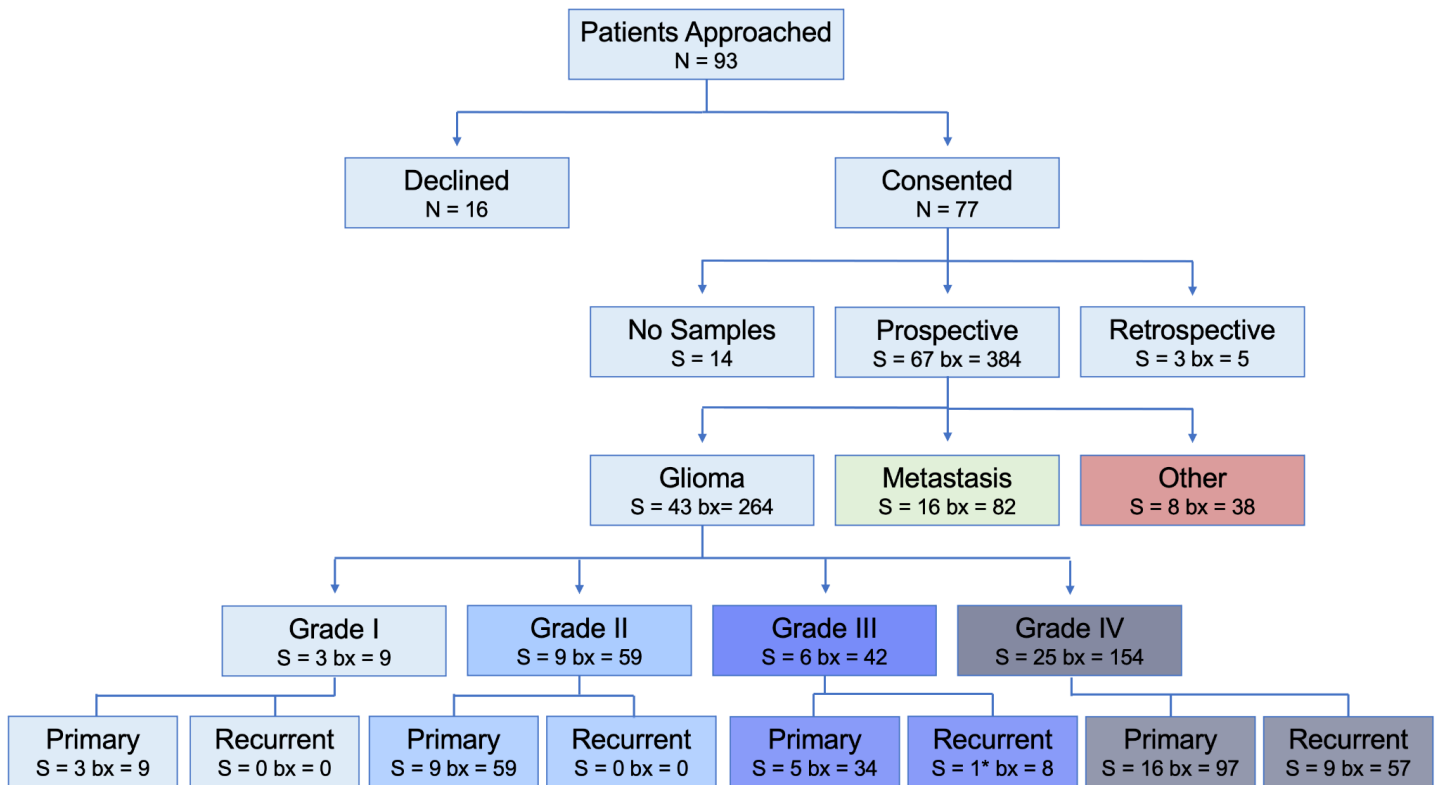 Patients Approached
N = 93
Declined
N = 16
Consented
N = 77
No Samples
S = 14
Prospective
S = 67 bx = 384
Retrospective
S = 3 bx = 5
Glioma
S = 43 bx= 264
Metastasis
S = 16 bx = 82
Other
S = 8 bx = 38
Grade I
S = 3 bx = 9
Grade II
S = 9 bx = 59
Grade III
S = 6 bx = 42
Grade IV
S = 25 bx = 154
Primary
S = 3 bx = 9
Recurrent
S = 0 bx = 0
Primary
S = 9 bx = 59
Recurrent
S = 0 bx = 0
Primary
S = 5 bx = 34
Recurrent
S = 1* bx = 8
Primary
S = 16 bx = 97
Recurrent
S = 9 bx = 57